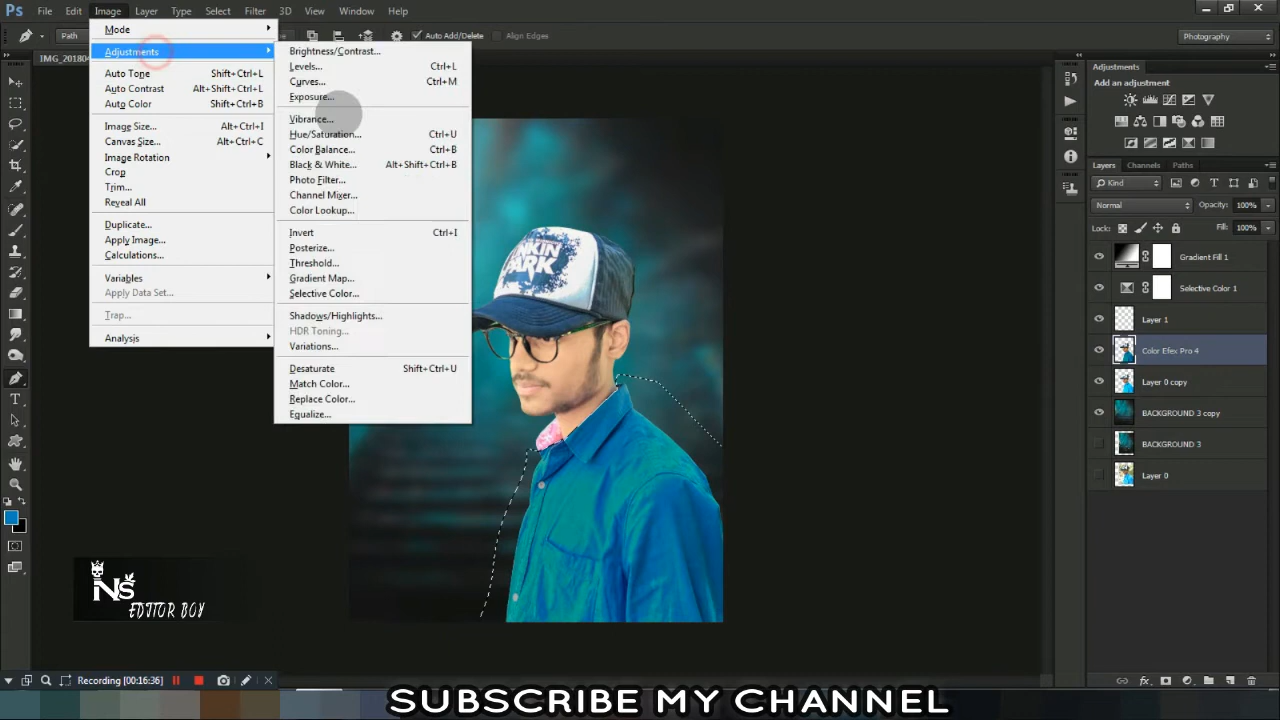 Ps File Edit Image Layer Type Select Filter 3D View Window Help
Path Auto Add/Delete Align Edges Photography
IMG_20180
Mode
Adjustments
Auto Tone Shift+Ctrl+L
Auto Contrast Alt+Shift+Ctrl+L
Auto Color Shift+Ctrl+B
Image Size... Alt+Ctrl+I
Canvas Size... Alt+Ctrl+C
Image Rotation
Crop
Trim...
Reveal All
Duplicate...
Apply Image...
Calculations...
Variables
Apply Data Set...
Trap...
Analysis
Brightness/Contrast...
Levels... Ctrl+L
Curves... Ctrl+M
Exposure...
Vibrance...
Hue/Saturation... Ctrl+U
Color Balance... Ctrl+B
Black & White... Alt+Shift+Ctrl+B
Photo Filter...
Channel Mixer...
Color Lookup...
Invert Ctrl+I
Posterize...
Threshold...
Gradient Map...
Selective Color...
Shadows/Highlights...
HDR Toning...
Variations...
Desaturate Shift+Ctrl+U
Match Color...
Replace Color...
Equalize...
PARK
Adjustments
Add an adjustment
Layers Channels Paths
Kind
Normal Opacity: 100%
Locks: Fill: 100%
Gradient Fill 1
Selective Color 1
Layer 1
Color Efex Pro 4
Layer 0 copy
BACKGROUND 3 copy
BACKGROUND 3
Layer 0
fx
NS
EDITOR BOY
Recording [00:16:36]
SUBSCRIBE MY CHANNEL